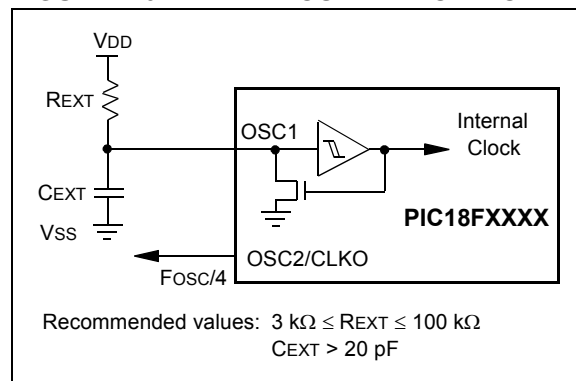 VDD
REXT
OSC1
Internal
Clock
CEXT
PIC18FXXXX
VSS
OSC2/CLKO
FOSC/4
Recommended values: 3 kΩ ≤ REXT ≤ 100 kΩ
CEXT > 20 pF